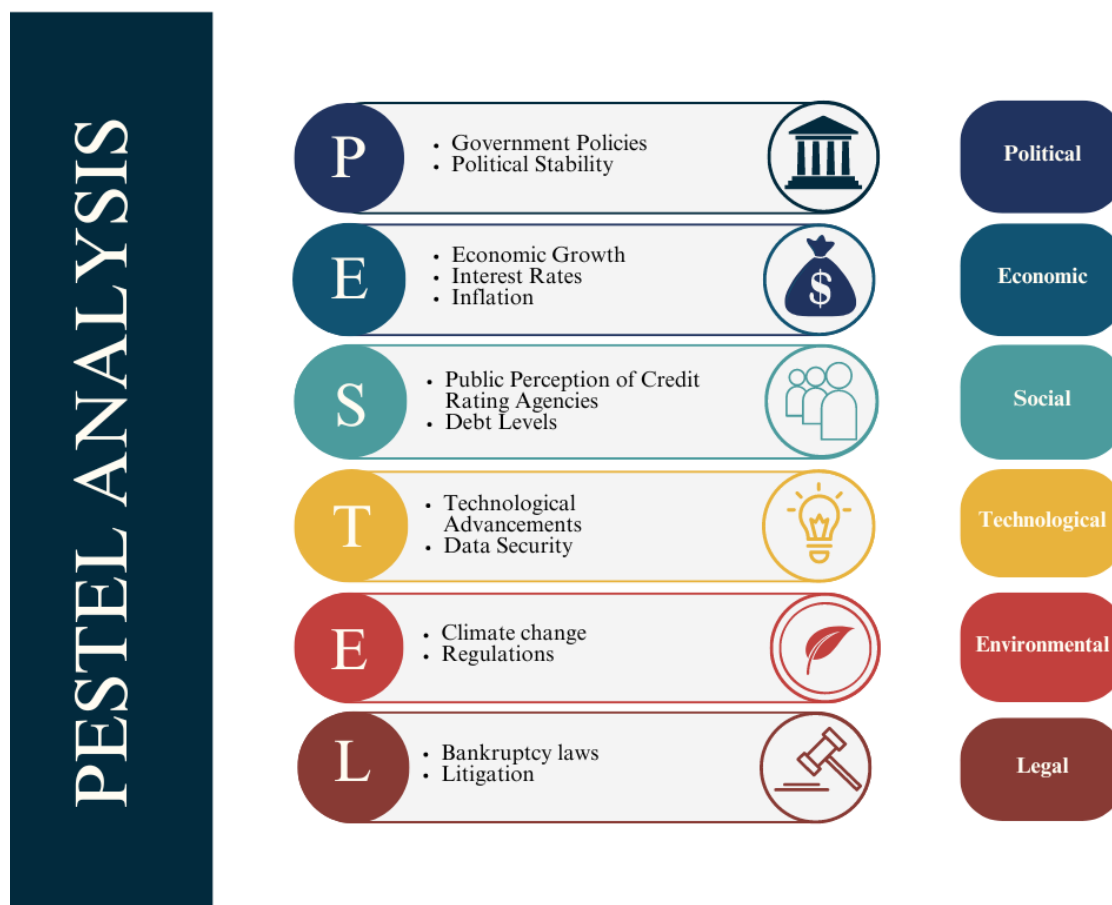 PESTEL ANALYSIS
P
• Government Policies
• Political Stability
Political
E
• Economic Growth
• Interest Rates
• Inflation
$
Economic
S
• Public Perception of Credit
Rating Agencies
• Debt Levels
Social
T
• Technological
Advancements
• Data Security
Technological
E
• Climate change
• Regulations
Environmental
L
• Bankruptcy laws
• Litigation
Legal